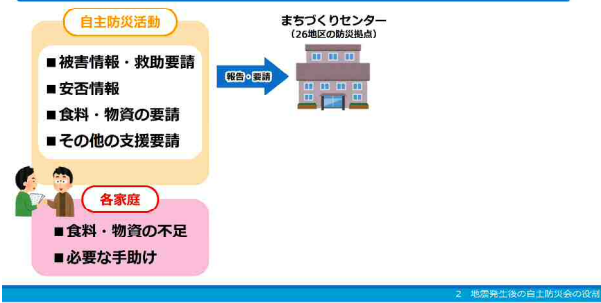 自主防災活動
■被害情報・救助要請
■安否情報
■食料・物資の要請
■その他の支援要請
報告・要請
まちづくりセンター
（26地区の防災拠点）
各家庭
■食料・物資の不足
■必要な手助け
2　地震発生後の自主防災会の役割